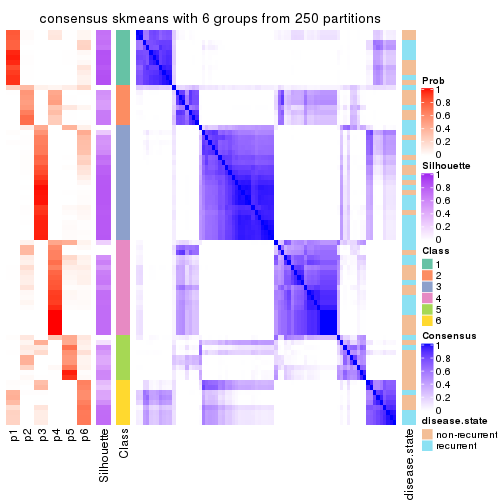 consensus skmeans with 6 groups from 250 partitions
Prob
1
0.8
0.6
0.4
0.2
0
Silhouette
1
0.8
0.6
0.4
0.2
0
Class
1
2
3
4
5
6
Consensus
1
0.8
0.6
0.4
0.2
0
disease.state
non-recurrent
recurrent
p1
p2
p3
p4
p5
p6
Silhouette
Class
disease.state